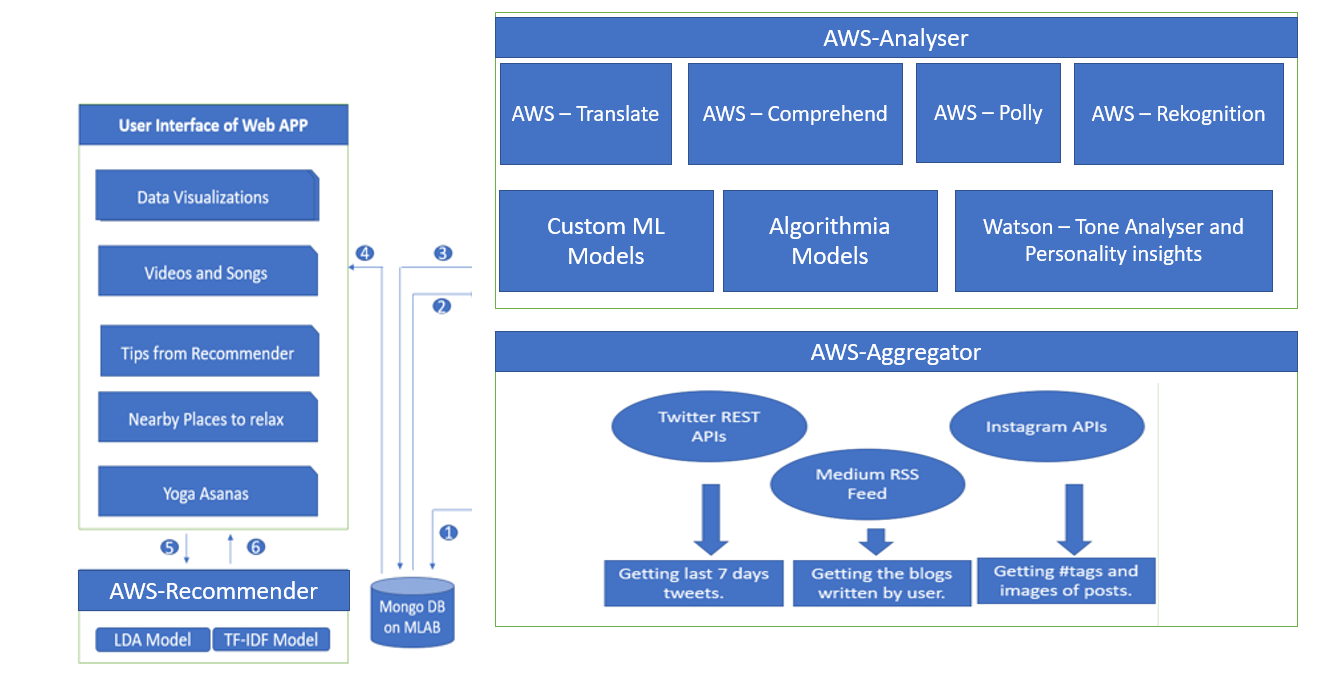 AWS-Analyser
AWS – Translate
AWS – Comprehend
AWS – Polly
AWS – Rekognition
Custom ML
Models
Algorithmia
Models
Watson – Tone Analyser and
Personality insights
User Interface of Web APP
Data Visualizations
Videos and Songs
Tips from Recommender
Nearby Places to relax
Yoga Asanas
4
3
2
1
5
6
AWS-Recommender
LDA Model
TF-IDF Model
Mongo DB
on MLAB
AWS-Aggregator
Twitter REST
APIs
Medium RSS
Feed
Instagram APIs
Getting last 7 days
tweets.
Getting the blogs
written by user.
Getting #tags and
images of posts.